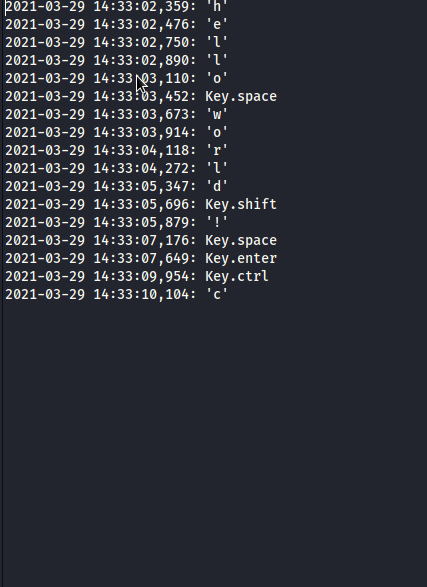 2021-03-29 14:33:02,359: 'h'
2021-03-29 14:33:02,476: 'e'
2021-03-29 14:33:02,750: 'l'
2021-03-29 14:33:02,890: 'l'
2021-03-29 14:33:03,110: 'o'
2021-03-29 14:33:03,452: Key.space
2021-03-29 14:33:03,673: 'w'
2021-03-29 14:33:03,914: 'o'
2021-03-29 14:33:04,118: 'r'
2021-03-29 14:33:04,272: 'l'
2021-03-29 14:33:05,347: 'd'
2021-03-29 14:33:05,696: Key.shift
2021-03-29 14:33:05,879: '!'
2021-03-29 14:33:07,176: Key.space
2021-03-29 14:33:07,649: Key.enter
2021-03-29 14:33:09,954: Key.ctrl
2021-03-29 14:33:10,104: 'c'